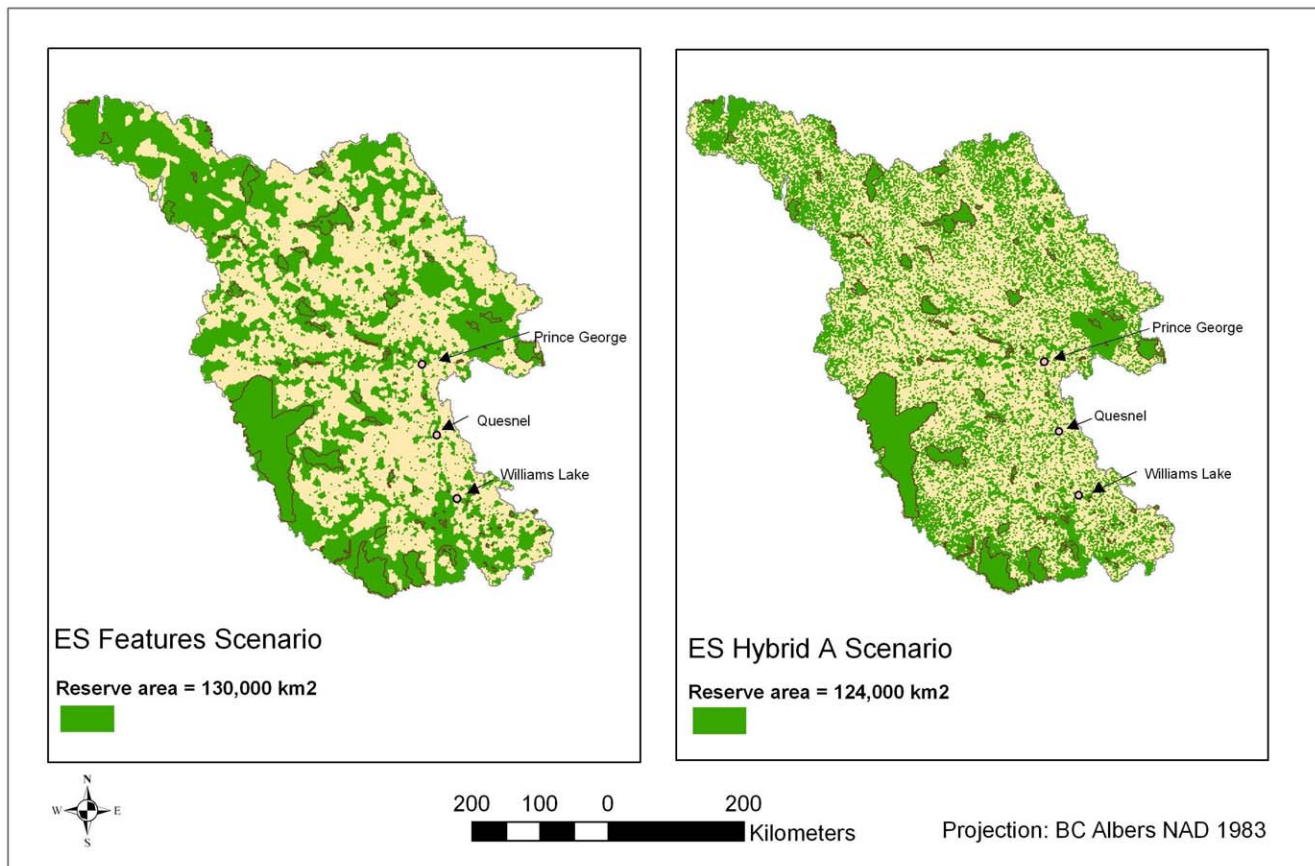 Prince George
Quesnel
Williams Lake
ES Features Scenario
Reserve area = 130,000 km2
Prince George
Quesnel
Williams Lake
ES Hybrid A Scenario
Reserve area = 124,000 km2
N
W E
S
200 100 0 200
Kilometers
Projection: BC Albers NAD 1983